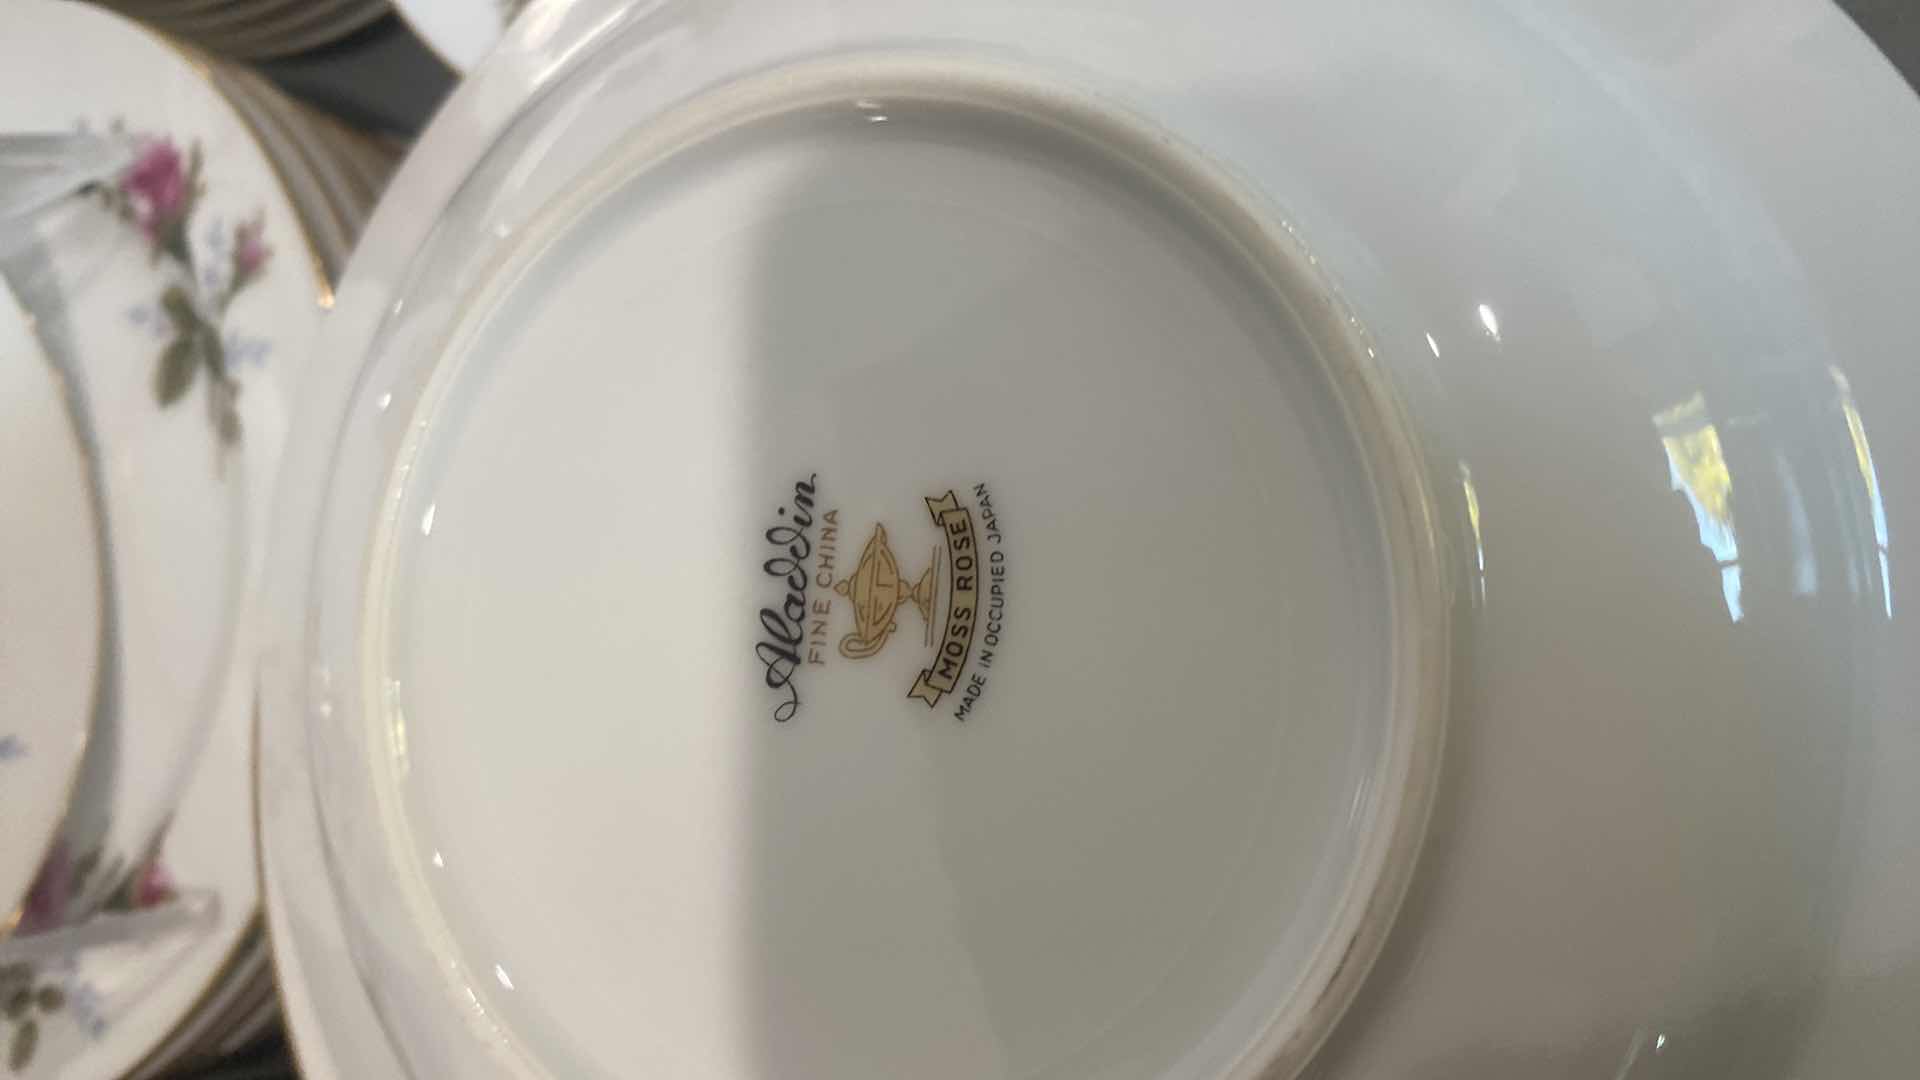 Aladdin
FINE CHINA
MOSS ROSE
MADE IN OCCUPIED JAPAN